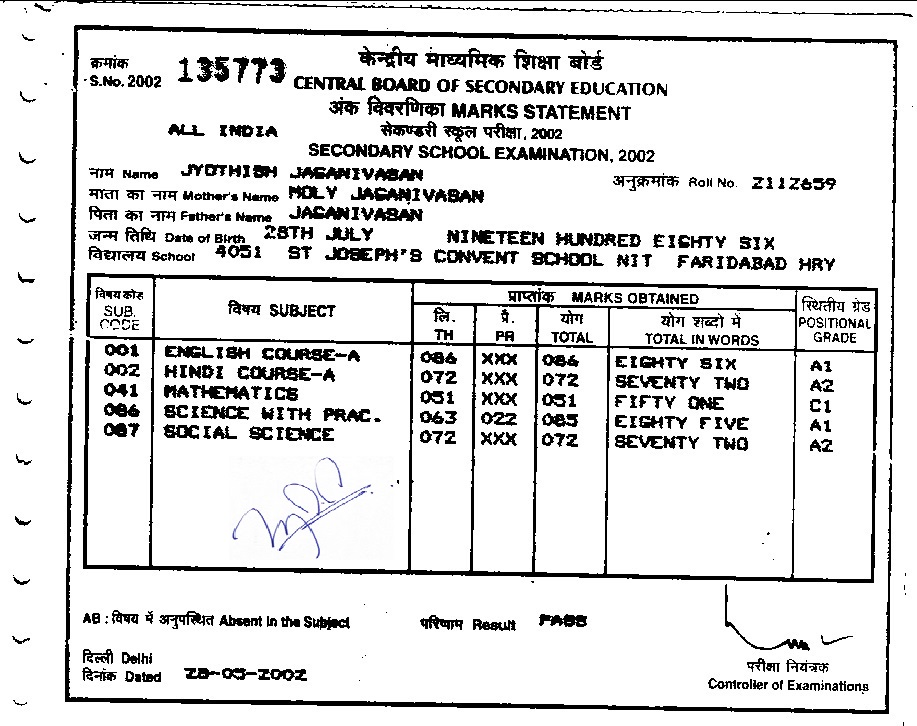 केन्द्रीय माध्यमिक शिक्षा बोर्ड
क्रमांक
S.No. 2002 135773 CENTRAL BOARD OF SECONDARY EDUCATION
अंक विवरणिका MARKS STATEMENT
ALL INDIA सेकण्डरी स्कूल परीक्षा, 2002
SECONDARY SCHOOL EXAMINATION, 2002
नाम Name JYOTHISH JAGANIVASAN अनुक्रमांक Roll No. 2112659
माता का नाम Mother's Name MOLY JAGANIVASAN
पिता का नाम Father's Name JAGANIVASAN
जन्म तिथि Date of Birth 28TH JULY NINETEEN HUNDRED EIGHTY SIX
विद्यालय School 4051 ST JOSEPH'S CONVENT SCHOOL NIT FARIDABAD HRY
विषय कोड SUB. CODE विषय SUBJECT प्राप्तांक MARKS OBTAINED स्थितीय ग्रेड POSITIONAL GRADE
लि. TH प्रै. PR योग TOTAL योग शब्दो में TOTAL IN WORDS
001 ENGLISH COURSE-A 086 XXX 086 EIGHTY SIX A1
002 HINDI COURSE-A 072 XXX 072 SEVENTY TWO A2
041 MATHEMATICS 051 XXX 051 FIFTY ONE C1
086 SCIENCE WITH PRAC. 063 022 085 EIGHTY FIVE A1
087 SOCIAL SCIENCE 072 XXX 072 SEVENTY TWO A2
AB : विषय में अनुपस्थित Absent in the Subject परिणाम Result PASS
दिल्ली Delhi
दिनांक Dated 28-05-2002
परीक्षा नियंत्रक
Controller of Examinations